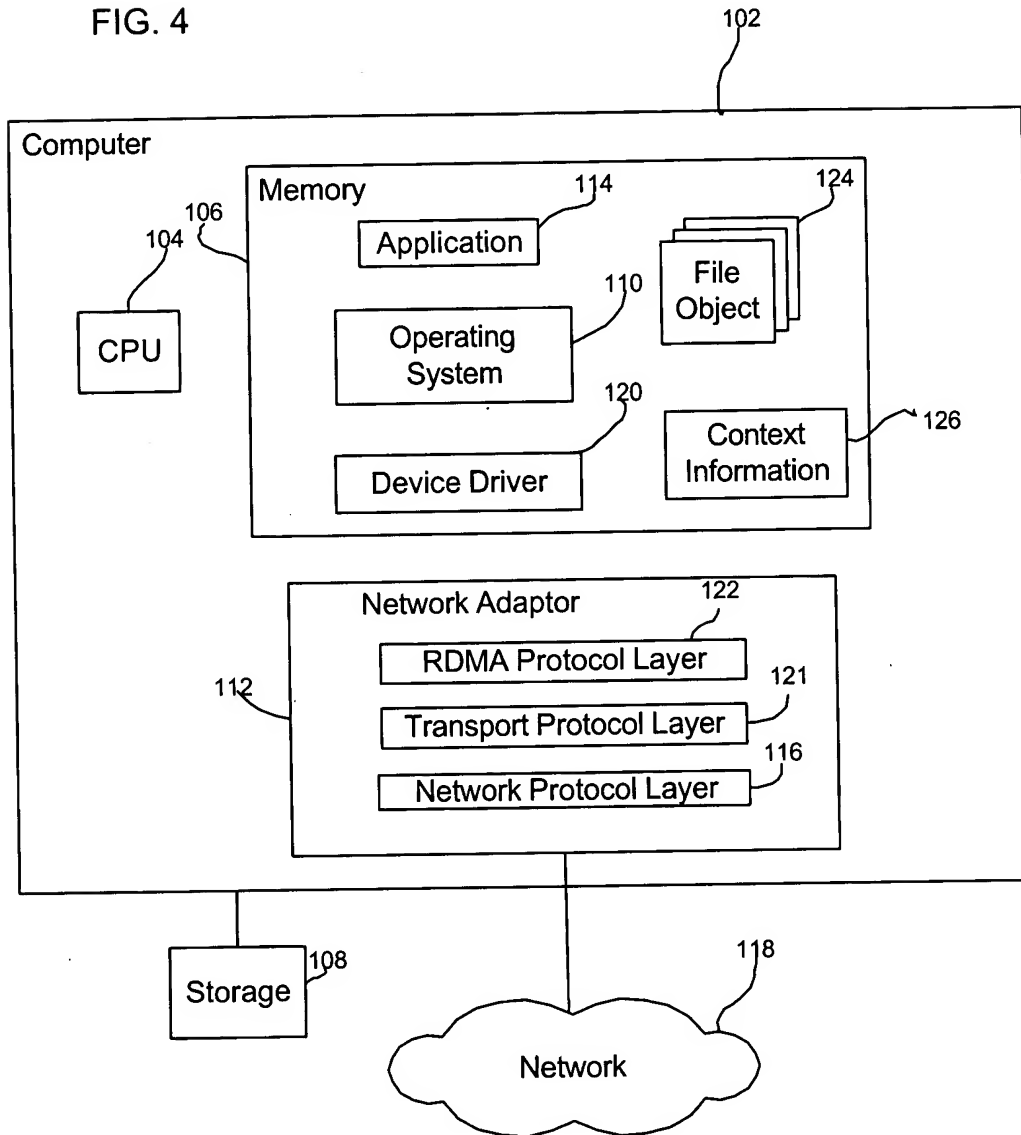 FIG. 4
102
Computer
Memory
106
104
114
124
Application
File
Object
110
CPU
Operating
System
120
126
Context
Information
Device Driver
Network Adaptor
122
RDMA Protocol Layer
112
121
Transport Protocol Layer
116
Network Protocol Layer
Storage
108
118
Network